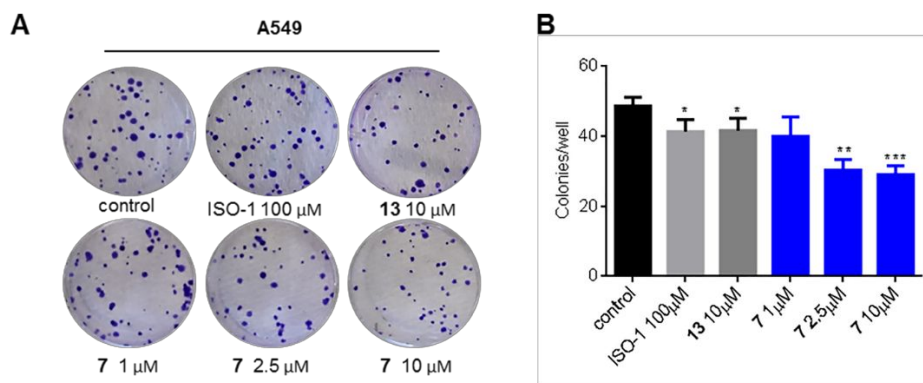 A
A549
control
ISO-1 100 μM
13 10 μM
7 1 μM
7 2.5 μM
7 10 μM
B
Colonies/well
60
40
20
0
*
*
**
***
control
ISO-1 100μM
13 10μM
7 1μM
7 2.5μM
7 10μM